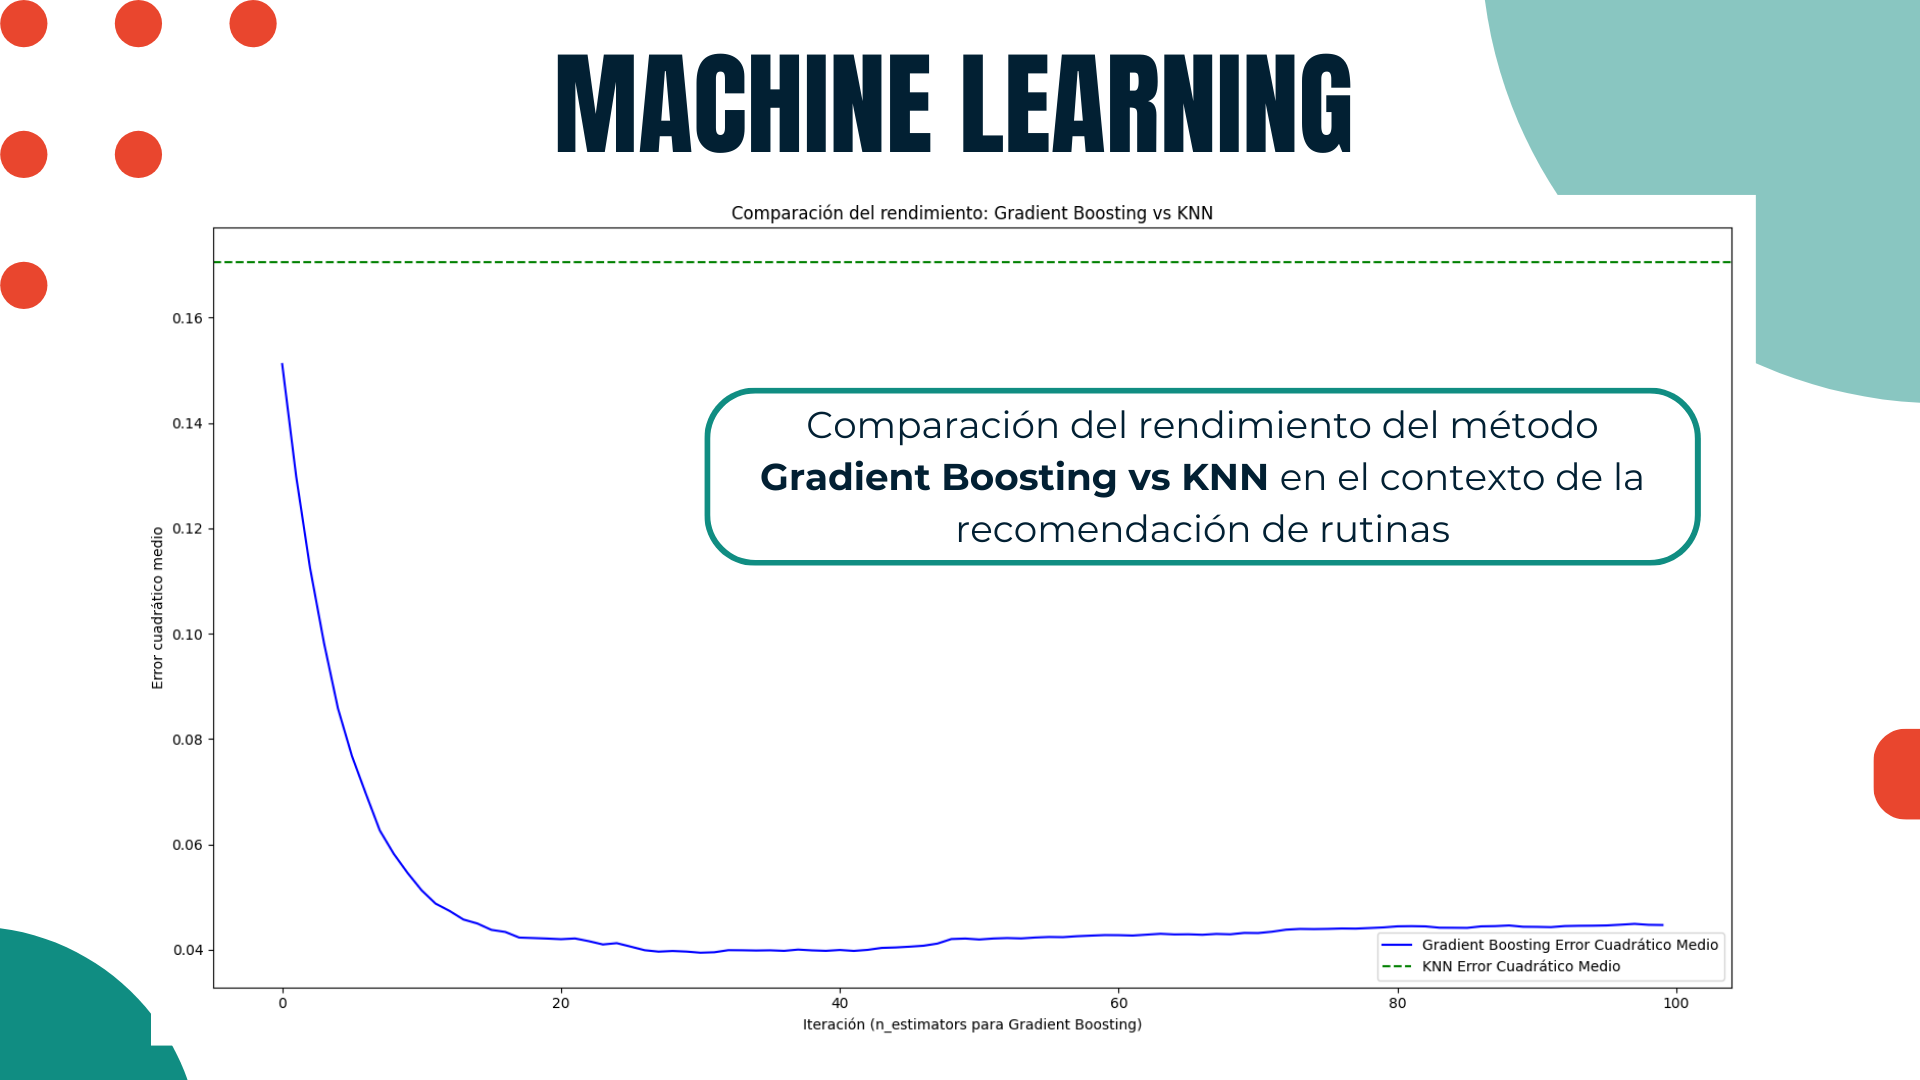 MACHINE LEARNING
Comparación del rendimiento: Gradient Boosting vs KNN
0.16
0.14
0.12
0.10
0.08
0.06
0.04
Error cuadrático medio
Comparación del rendimiento del método
Gradient Boosting vs KNN en el contexto de la
recomendación de rutinas
Gradient Boosting Error Cuadrático Medio
KNN Error Cuadrático Medio
0 20 40 60 80 100
Iteración (n_estimators para Gradient Boosting)